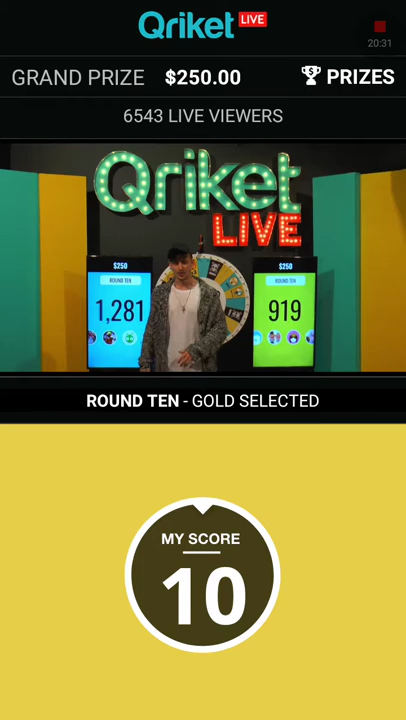 Qriket LIVE
20:31
GRAND PRIZE $250.00 PRIZES
6543 LIVE VIEWERS
Qriket
LIVE
$250
ROUND TEN
1,281
$250
ROUND TEN
919
ROUND TEN - GOLD SELECTED
MY SCORE
10